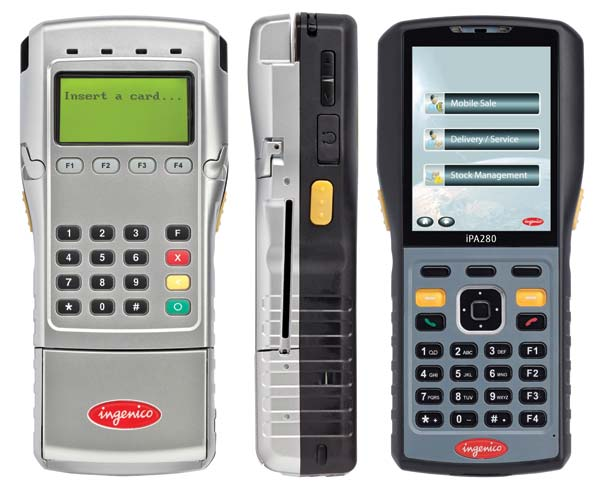 Insert a card...
F1 F2 F3 F4
1 2 3 F
4 5 6 X
7 8 9 <
* 0 # O
ingenico
Mobile Sale
Delivery / Service
Stock Management
ingenico
iPA280
1 2 ABC 3 DEF F1
4 GHI 5 JKL 6 MNO F2
7 PQRS 8 TUV 9 WXYZ F3
* 0 # F4
ingenico